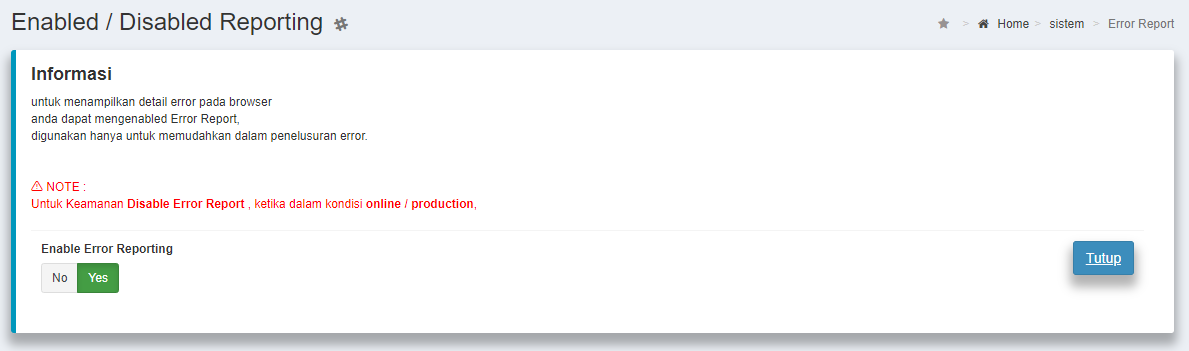 Enabled / Disabled Reporting
> Home > sistem > Error Report
Informasi
untuk menampilkan detail error pada browser
anda dapat mengenabled Error Report,
digunakan hanya untuk memudahkan dalam penelusuran error.
NOTE :
Untuk Keamanan Disable Error Report , ketika dalam kondisi online / production,
Enable Error Reporting
No Yes
Tutup